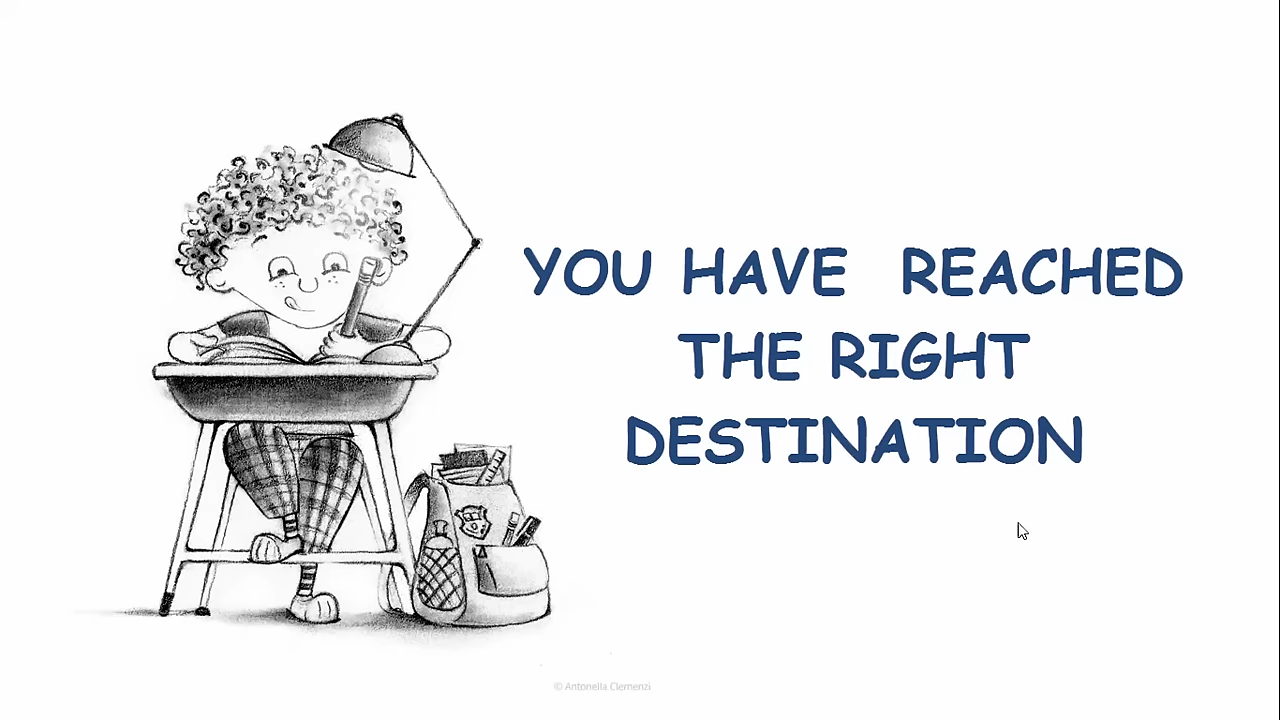 YOU HAVE  REACHED
THE RIGHT
DESTINATION
© Antonella Clemenzi